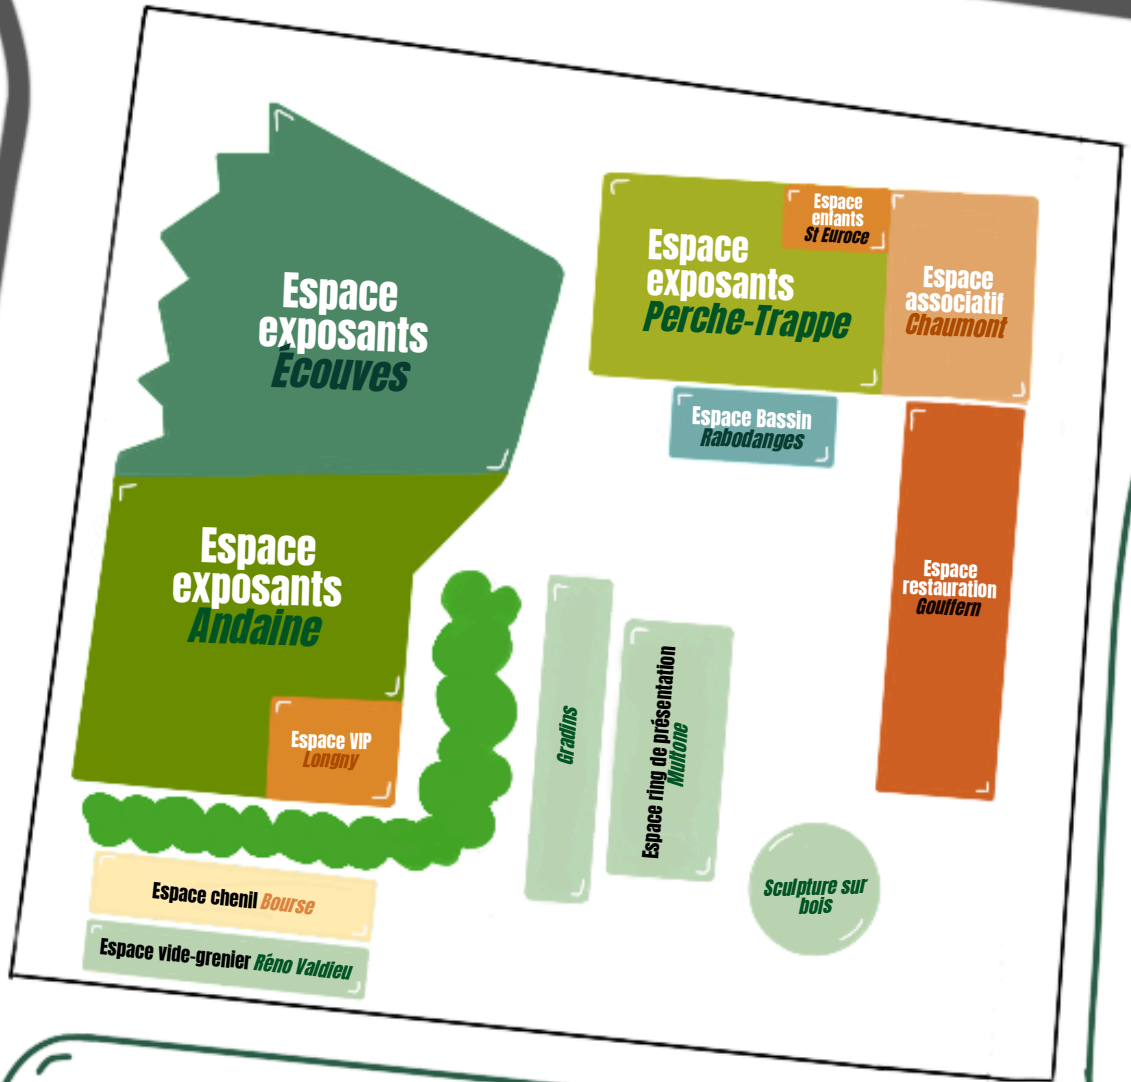 Espace
exposants
Écouves
Espace
exposants
Perche-Trappe
Espace
enfants
St Euroce
Espace
associatif
Chaumont
Espace Bassin
Rabodanges
Espace
exposants
Andaine
Espace
restauration
Gouffern
Espace VIP
Longny
Gradins
Espace ring de présentation
Multone
Sculpture sur
bois
Espace chenil Bourse
Espace vide-grenier Réno Valdieu